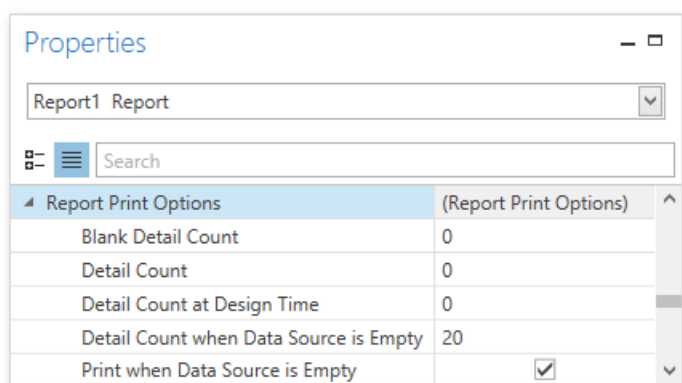 Properties
Report1 Report
Search
Report Print Options (Report Print Options)
Blank Detail Count 0
Detail Count 0
Detail Count at Design Time 0
Detail Count when Data Source is Empty 20
Print when Data Source is Empty